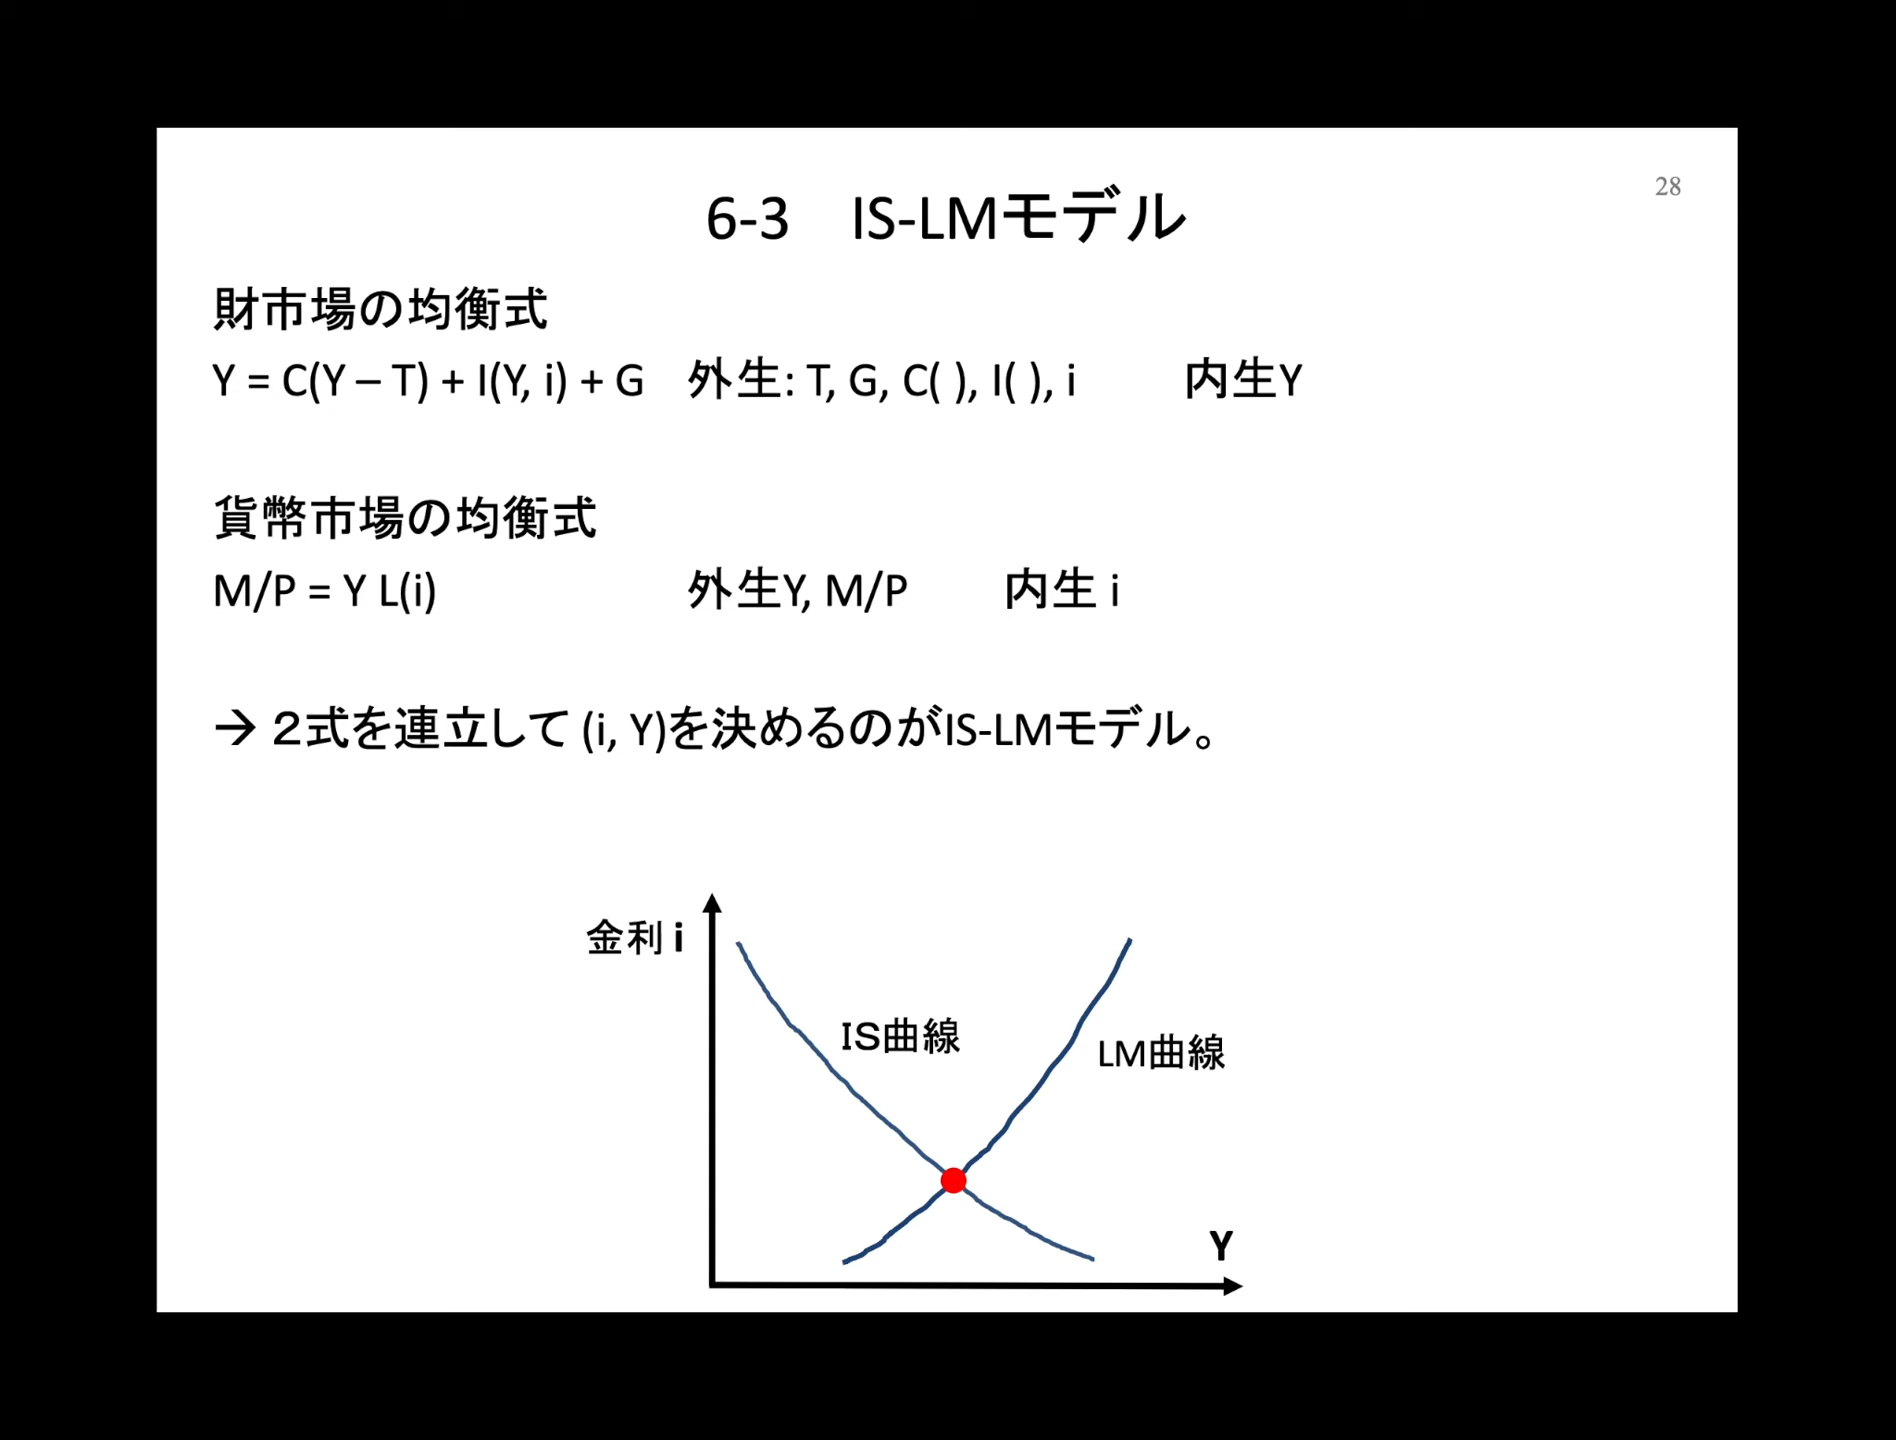 28
6-3　IS-LMモデル
財市場の均衡式
Y = C(Y – T) + I(Y, i) + G　外生: T, G, C( ), I( ), i　　内生Y
貨幣市場の均衡式
M/P = Y L(i)　　外生Y, M/P　　内生 i
→ ２式を連立して (i, Y)を決めるのがIS-LMモデル。
金利 i
IS曲線
LM曲線
Y